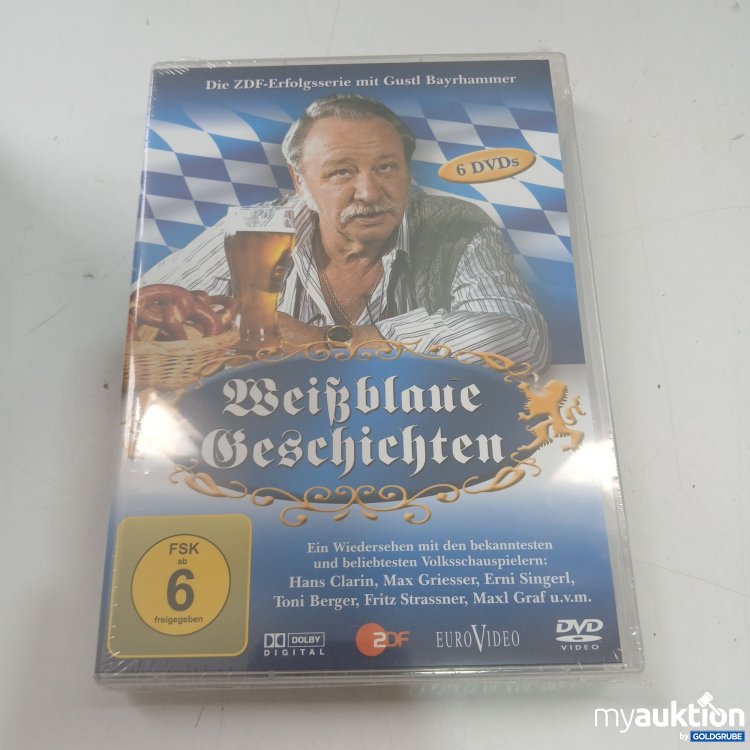 Die ZDF-Erfolgsserie mit Gustl Bayrhammer
6 DVDs
Weißblaue
Geschichten
Ein Wiedersehen mit den bekanntesten
und beliebtesten Volksschauspielern:
Hans Clarin, Max Griesser, Erni Singerl,
Toni Berger, Fritz Strassner, Maxl Graf u.v.m.
FSK
ab
6
freigegeben
DOLBY
DIGITAL
ZDF
EUROVIDEO
DVD
VIDEO
myauktion
by GOLDGRUBE